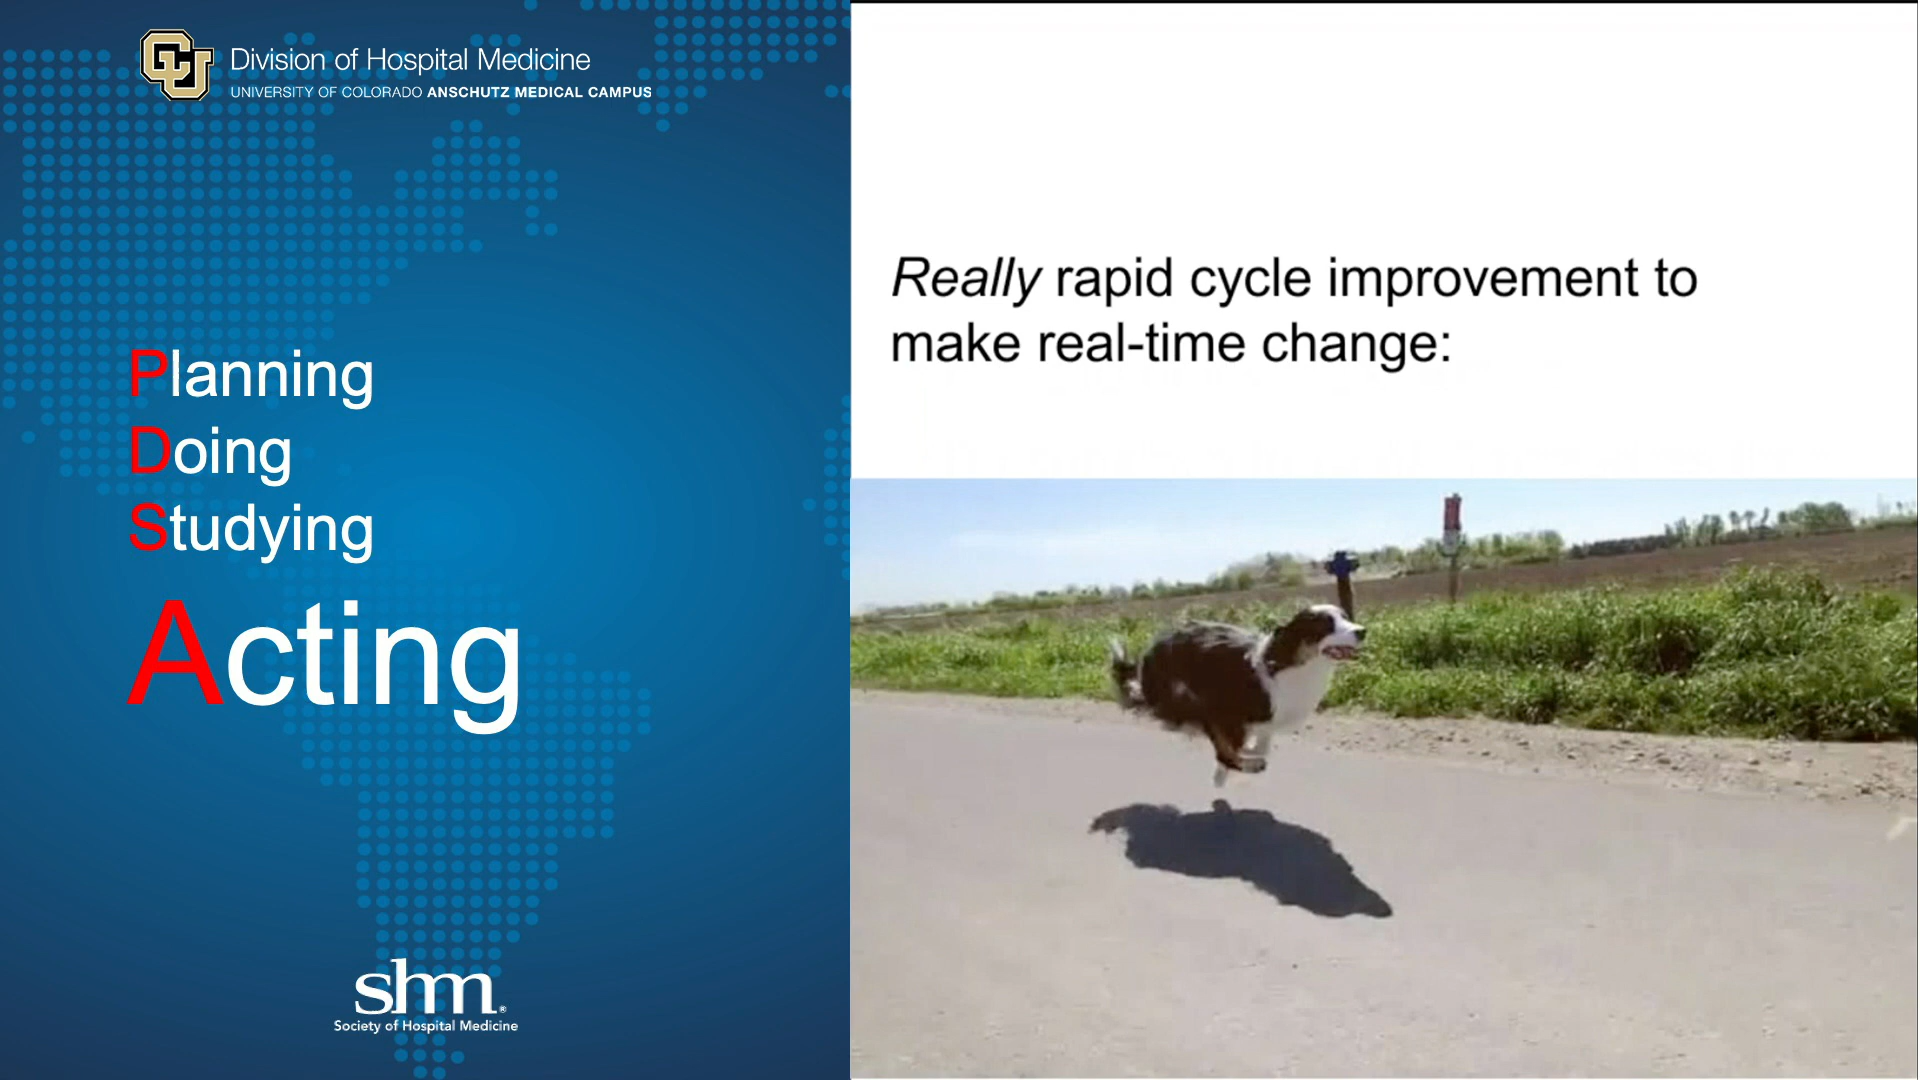 Division of Hospital Medicine
UNIVERSITY OF COLORADO ANSCHUTZ MEDICAL CAMPUS
Planning
Doing
Studying
Acting
shm
Society of Hospital Medicine
Really rapid cycle improvement to
make real-time change: